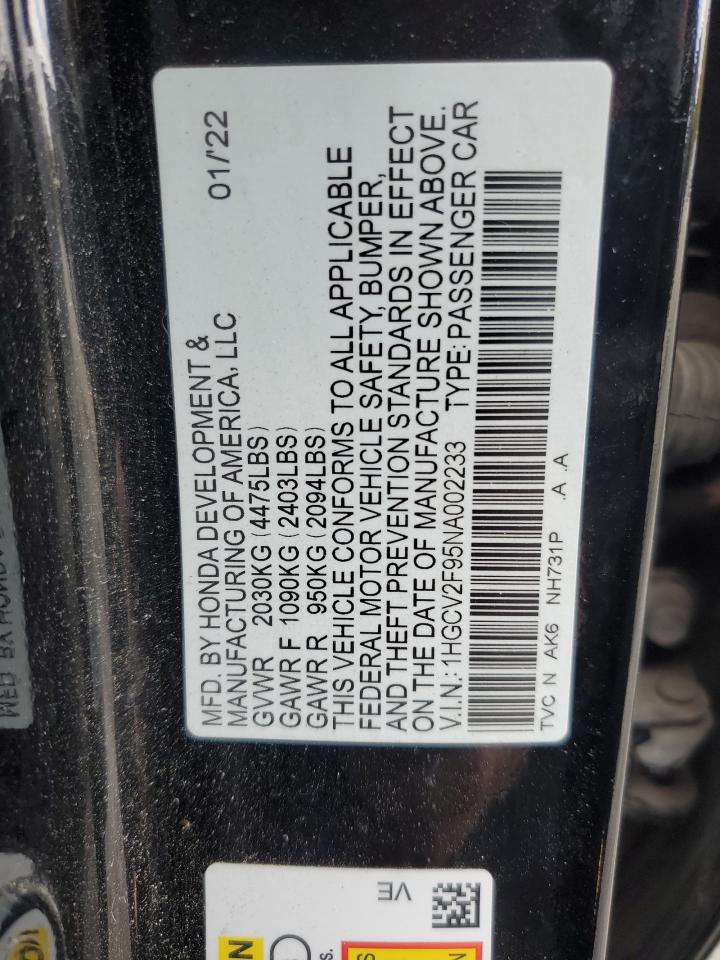 MFD. BY HONDA DEVELOPMENT &
MANUFACTURING OF AMERICA, LLC 01/'22
GVWR 2030KG (4475LBS)
GAWR F 1090KG (2403LBS)
GAWR R 950KG (2094LBS)
THIS VEHICLE CONFORMS TO ALL APPLICABLE
FEDERAL MOTOR VEHICLE SAFETY, BUMPER,
AND THEFT PREVENTION STANDARDS IN EFFECT
ON THE DATE OF MANUFACTURE SHOWN ABOVE.
V.I.N.: 1HGCV2F95NA002233 TYPE: PASSENGER CAR
TVC N AK6 NH731P .A .A
VE